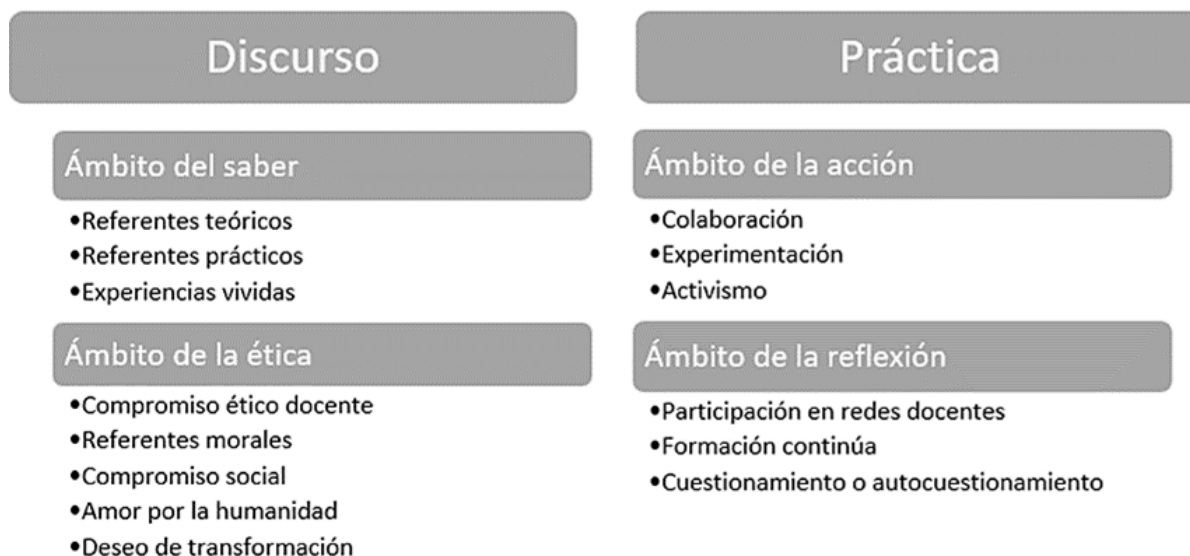 Discurso
Ámbito del saber
•Referentes teóricos
•Referentes prácticos
•Experiencias vividas
Ámbito de la ética
•Compromiso ético docente
•Referentes morales
•Compromiso social
•Amor por la humanidad
•Deseo de transformación
Práctica
Ámbito de la acción
•Colaboración
•Experimentación
•Activismo
Ámbito de la reflexión
•Participación en redes docentes
•Formación continúa
•Cuestionamiento o autocuestionamiento